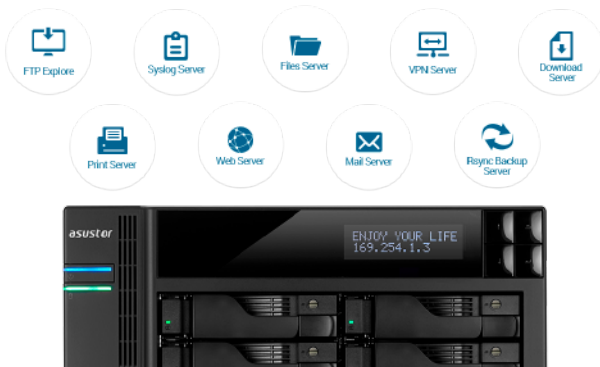 FTP Explore
Syslog Server
Files Server
VPN Server
Download
Server
Print Server
Web Server
Mail Server
Rsync Backup
Server
asustor
ENJOY YOUR LIFE
169.254.1.3